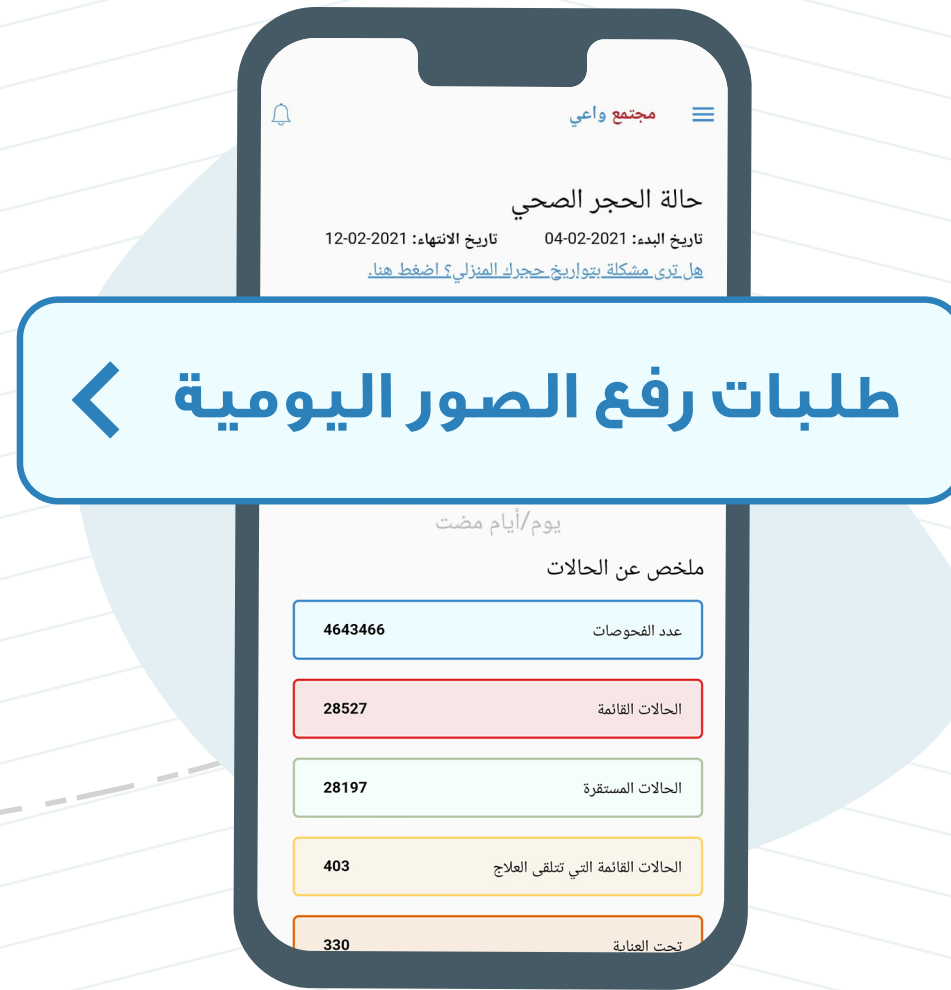 مجتمع واعي
حالة الحجر الصحي
تاريخ البدء: 2021-02-04 تاريخ الانتهاء: 2021-02-12
هل ترى مشكلة بتواريخ حجرك المنزلي؟ اضغط هنا.
طلبات رفع الصور اليومية
يوم/أيام مضت
ملخص عن الحالات
عدد الفحوصات 4643466
الحالات القائمة 28527
الحالات المستقرة 28197
الحالات القائمة التي تتلقى العلاج 403
تحت العناية 330